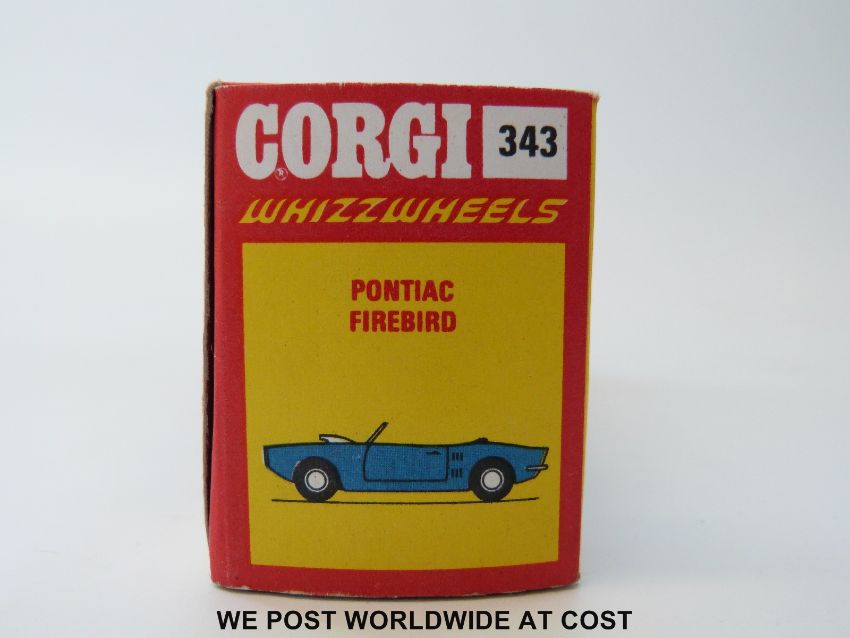 CORGI 343
WHIZZWHEELS
PONTIAC
FIREBIRD
WE POST WORLDWIDE AT COST